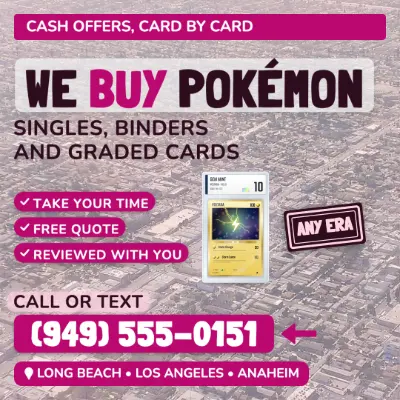 CASH OFFERS, CARD BY CARD
WE BUY POKÉMON
SINGLES, BINDERS
AND GRADED CARDS
TAKE YOUR TIME
FREE QUOTE
REVIEWED WITH YOU
GEM MINT
10
ANY ERA
CALL OR TEXT
(949) 555-0151
LONG BEACH • LOS ANGELES • ANAHEIM